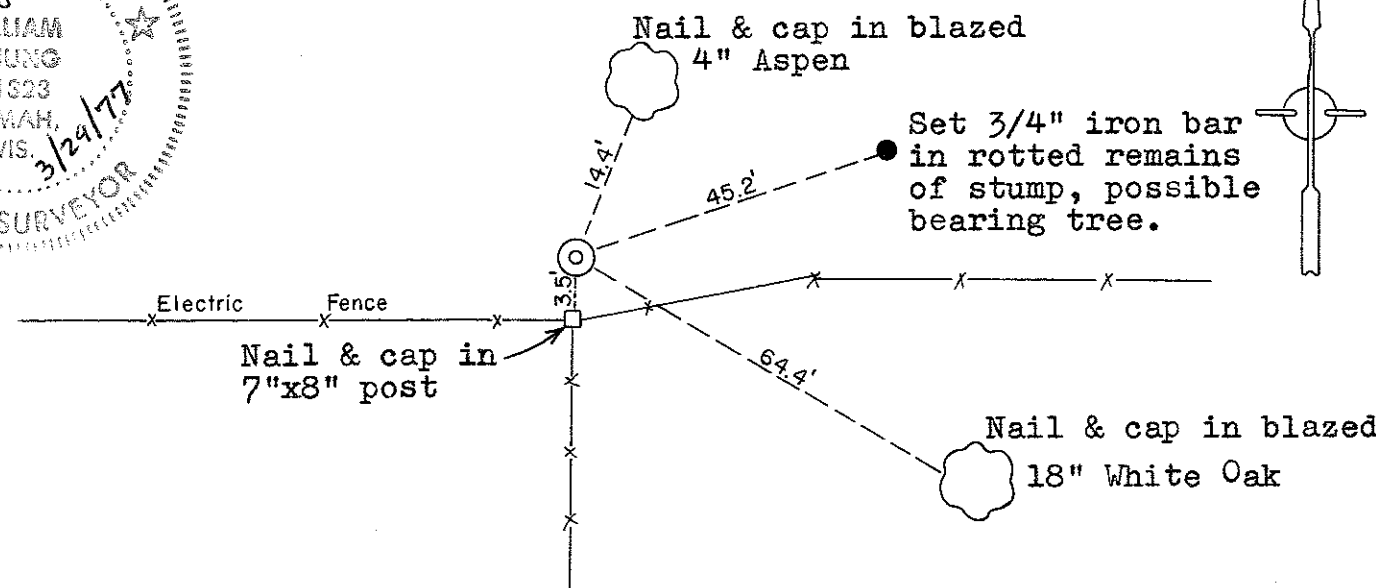 LIAM
1323
MAH,
WIS.
3/29/77
SURVEYOR
Nail & cap in blazed
4" Aspen
Set 3/4" iron bar
in rotted remains
of stump, possible
bearing tree.
14.4'
45.2'
3.5'
Electric Fence
Nail & cap in
7"x8" post
64.4'
Nail & cap in blazed
18" White Oak